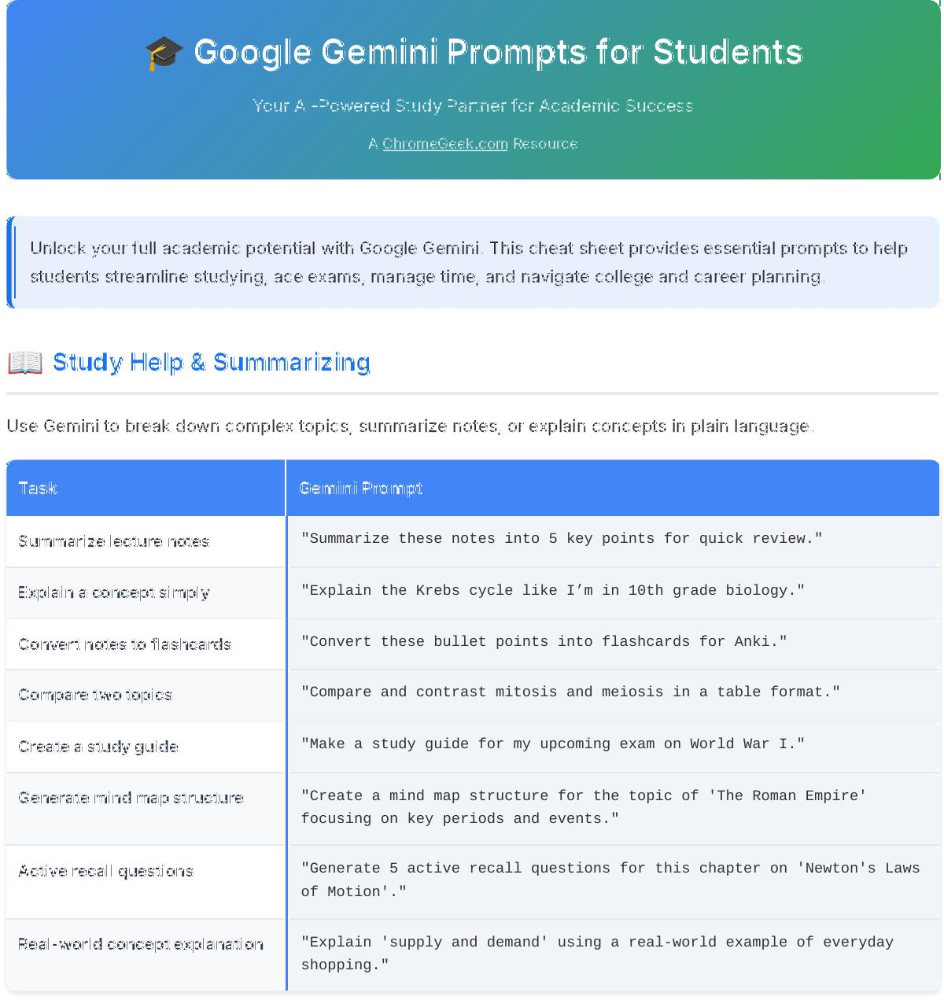 🎓 Google Gemini Prompts for Students
Your A -Powered Study Partner for Academic Success
A ChromeGeek.com Resource
Unlock your full academic potential with Google Gemini. This cheat sheet provides essential prompts to help
students streamline studying, ace exams, manage time, and navigate college and career planning.
📖 Study Help & Summarizing
Use Gemini to break down complex topics, summarize notes, or explain concepts in plain language.
Task
Gemini Prompt
Summarize lecture notes
"Summarize these notes into 5 key points for quick review."
Explain a concept simply
"Explain the Krebs cycle like I’m in 10th grade biology."
Convert notes to flashcards
"Convert these bullet points into flashcards for Anki."
Compare two topics
"Compare and contrast mitosis and meiosis in a table format."
Create a study guide
"Make a study guide for my upcoming exam on World War I."
Generate mind map structure
"Create a mind map structure for the topic of 'The Roman Empire'
focusing on key periods and events."
Active recall questions
"Generate 5 active recall questions for this chapter on 'Newton's Laws
of Motion'."
Real-world concept explanation
"Explain 'supply and demand' using a real-world example of everyday
shopping."